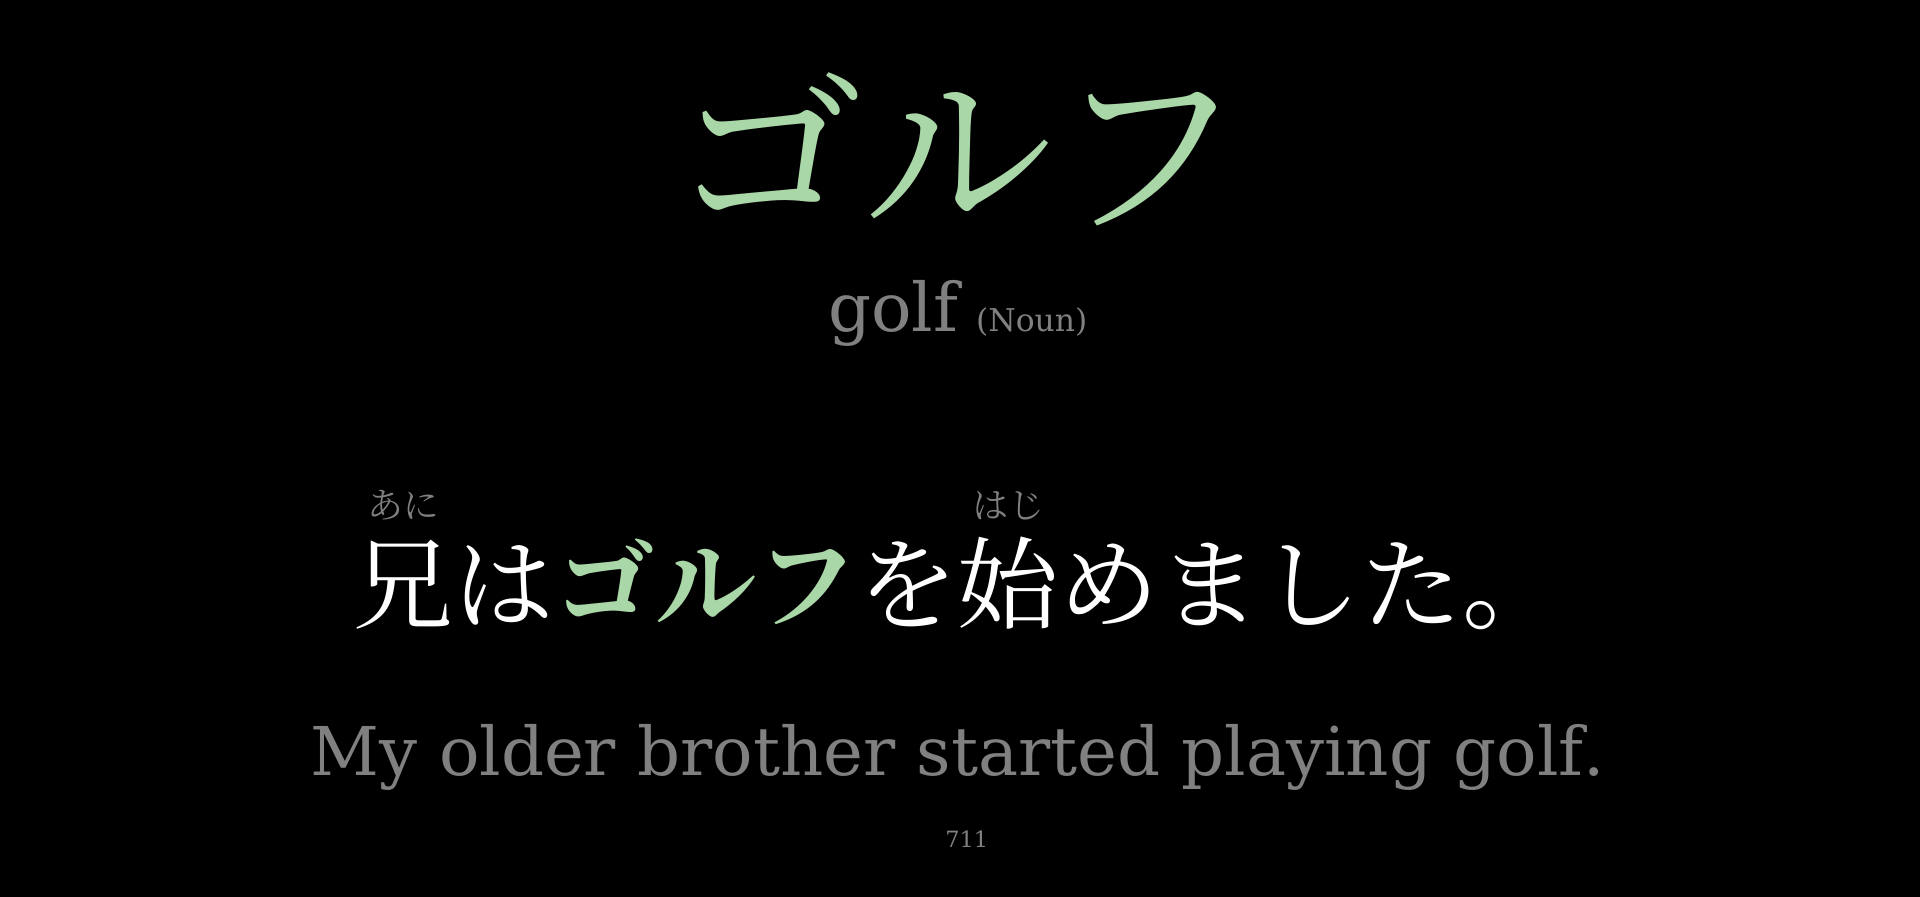 ゴルフ
golf (Noun)
あに はじ
兄はゴルフを始めました。
My older brother started playing golf.
711